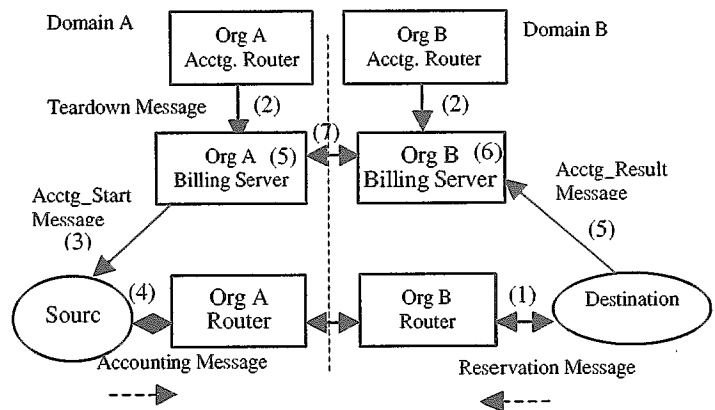 Domain A
Org A
Acctg. Router
Org B
Acctg. Router
Domain B
Teardown Message
(2)
(2)
(7)
Org A (5)
Billing Server
Org B (6)
Billing Server
Acctg_Start
Message
(3)
Acctg_Result
Message
(5)
Sourc
(4)
Org A
Router
Org B
Router
(1)
Destination
Accounting Message
Reservation Message